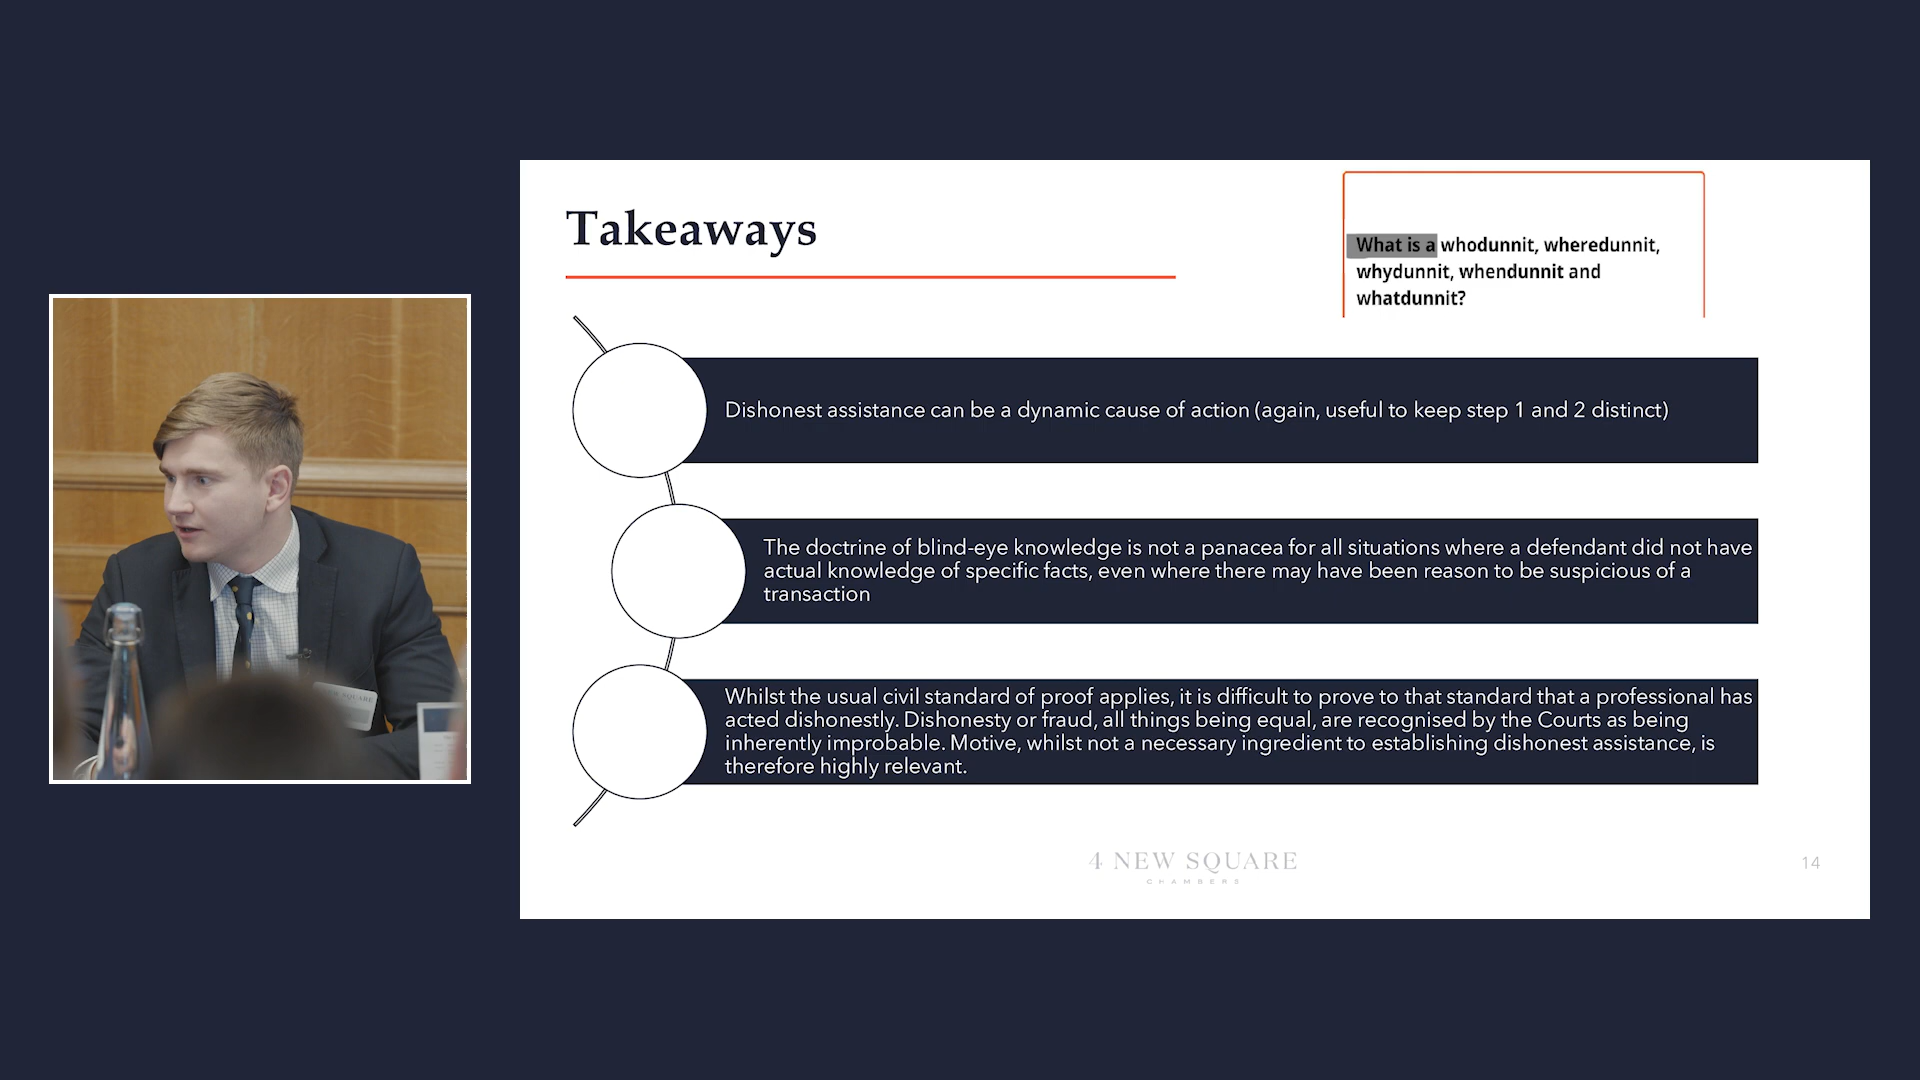 Takeaways
What is a whodunnit, wheredunnit,
whydunnit, whendunnit and
whatdunnit?
Dishonest assistance can be a dynamic cause of action (again, useful to keep step 1 and 2 distinct)
The doctrine of blind-eye knowledge is not a panacea for all situations where a defendant did not have
actual knowledge of specific facts, even where there may have been reason to be suspicious of a
transaction
Whilst the usual civil standard of proof applies, it is difficult to prove to that standard that a professional has
acted dishonestly. Dishonesty or fraud, all things being equal, are recognised by the Courts as being
inherently improbable. Motive, whilst not a necessary ingredient to establishing dishonest assistance, is
therefore highly relevant.
4 NEW SQUARE
CHAMBERS
14